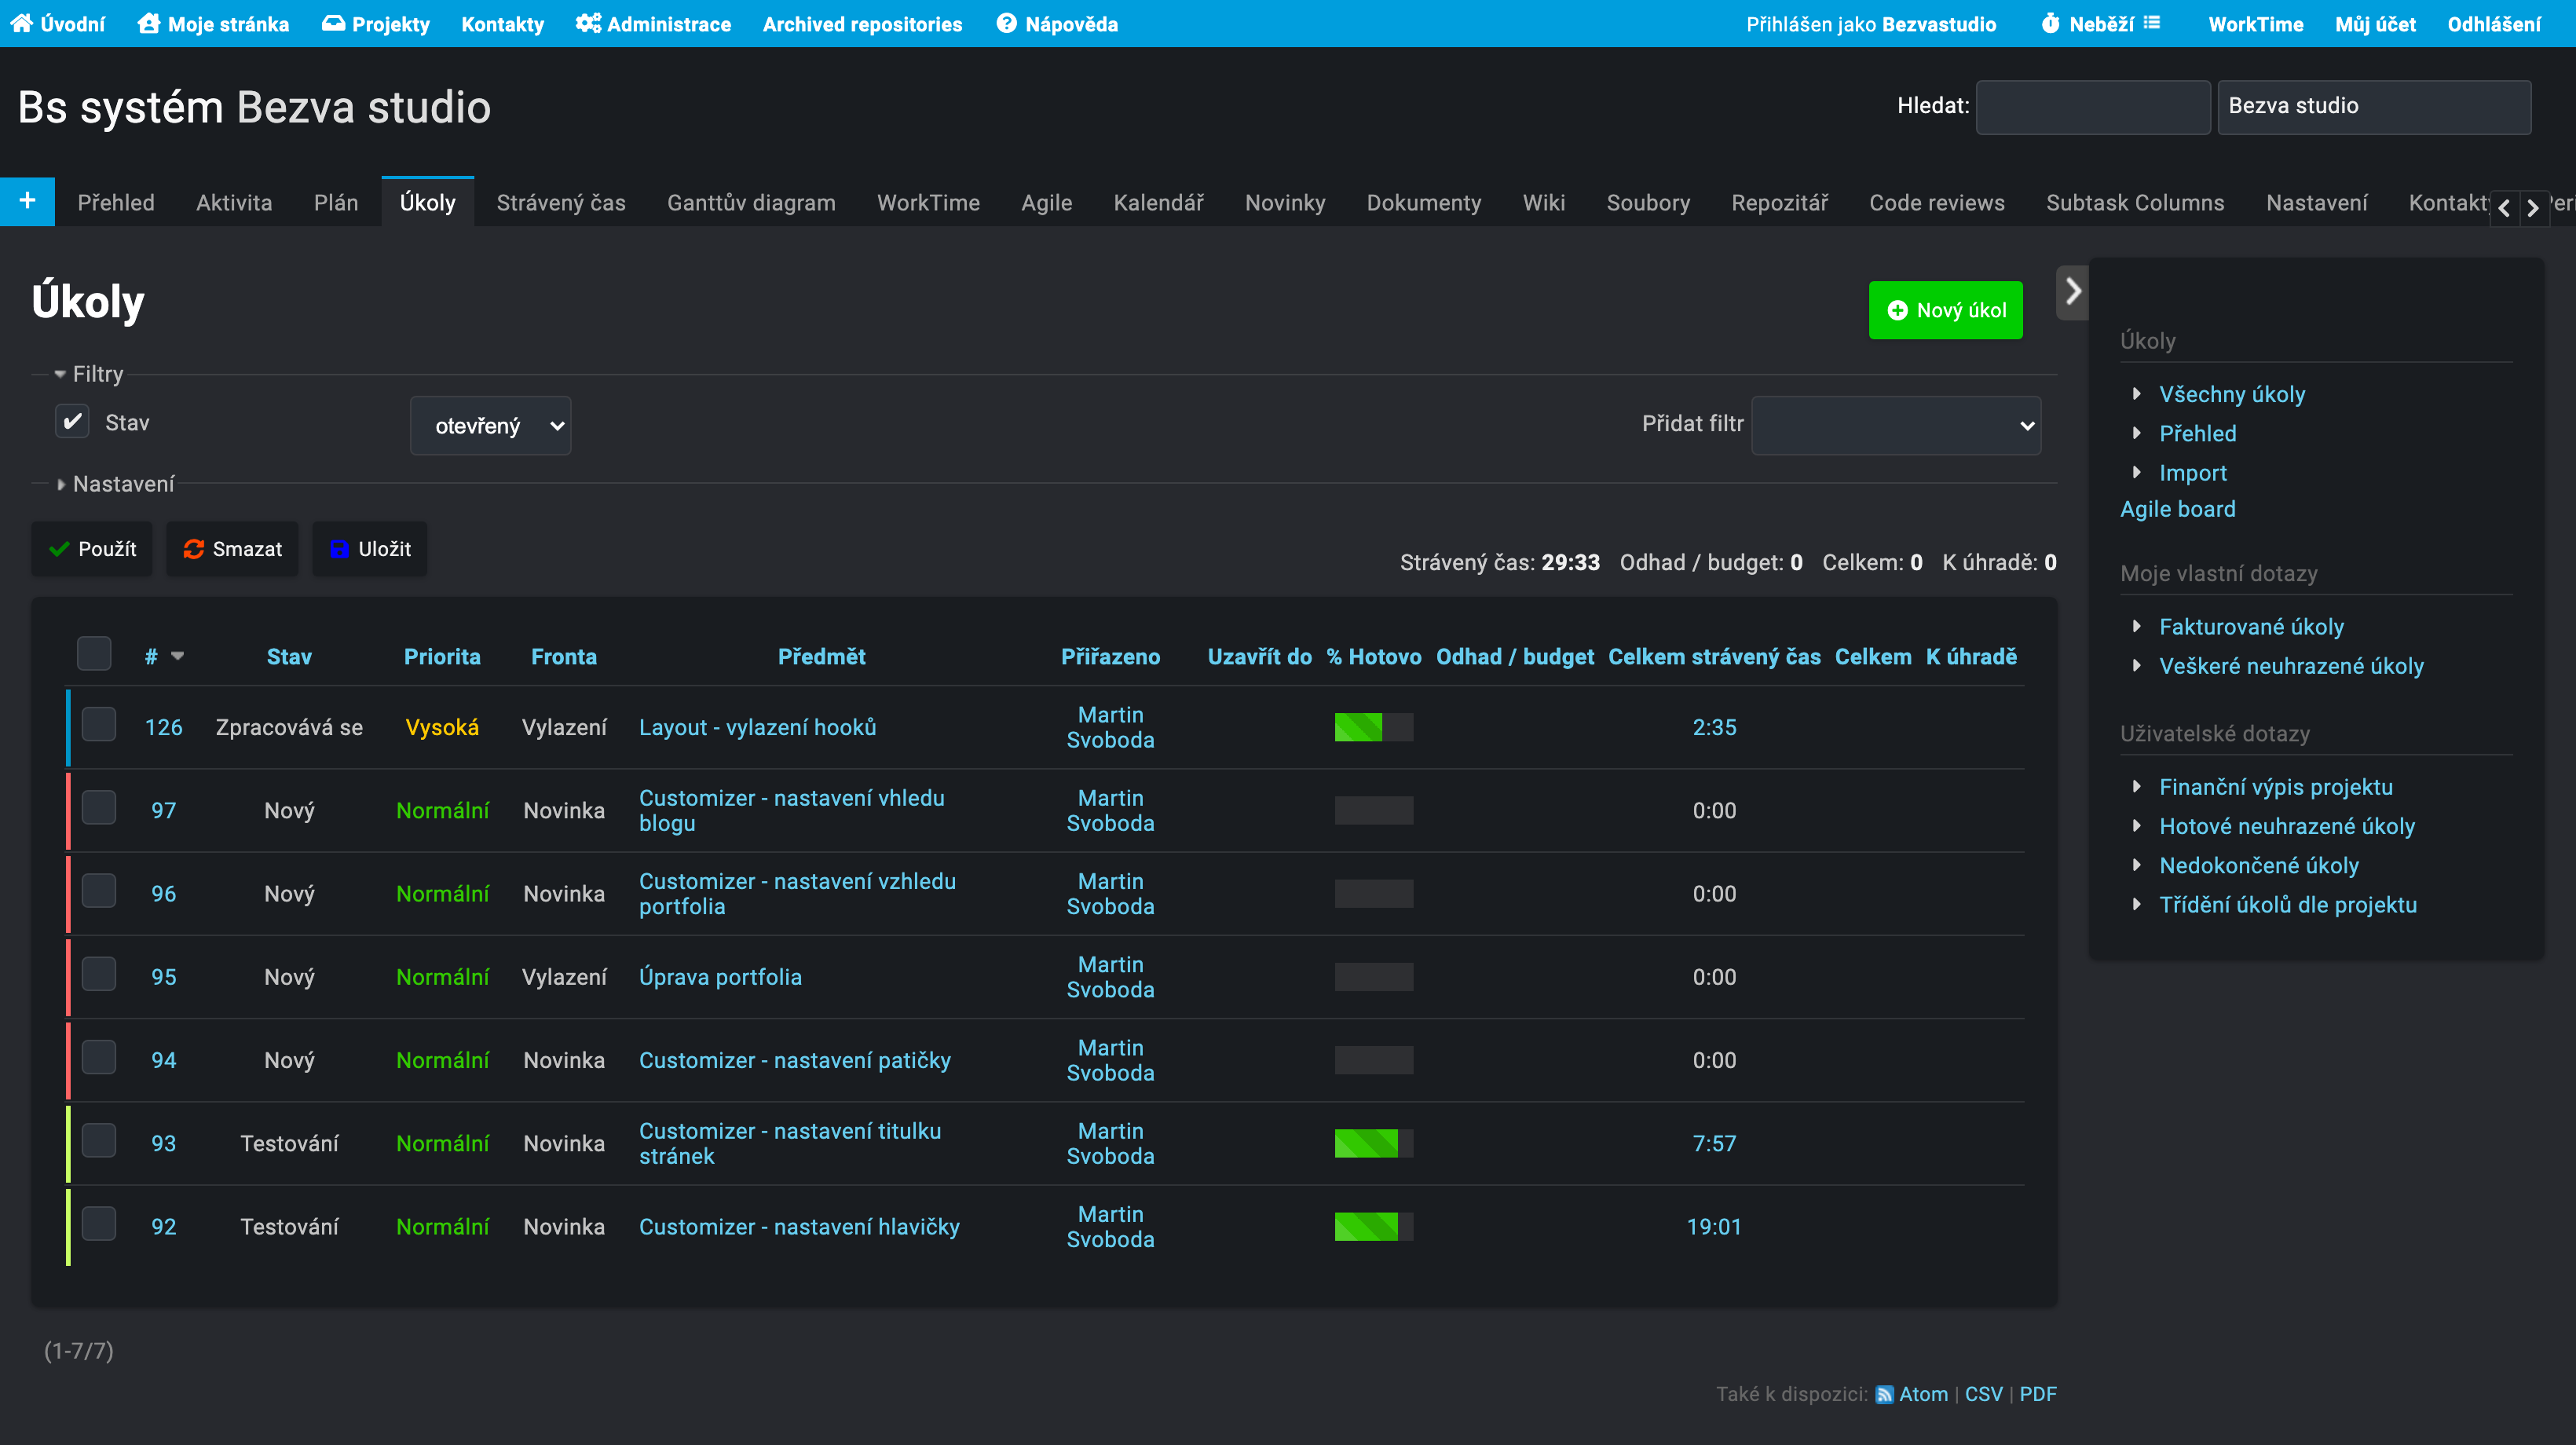 Úvodní Moje stránka Projekty Kontakty Administrace Archived repositories Nápověda Přihlášen jako Bezvastudio Neběží WorkTime Můj účet Odhlášení
Bs systém Bezva studio Hledat: Bezva studio
+ Přehled Aktivita Plán Úkoly Strávený čas Ganttův diagram WorkTime Agile Kalendář Novinky Dokumenty Wiki Soubory Repozitář Code reviews Subtask Columns Nastavení
Úkoly
Nový úkol
Filtry
Stav otevřený Přidat filtr
Nastavení
Použít Smazat Uložit
Strávený čas: 29:33 Odhad / budget: 0 Celkem: 0 K úhradě: 0
# Stav Priorita Fronta Předmět Přiřazeno Uzavřít do % Hotovo Odhad / budget Celkem strávený čas Celkem K úhradě
126 Zpracovává se Vysoká Vylazení Layout - vylazení hooků Martin Svoboda 2:35
97 Nový Normální Novinka Customizer - nastavení vhledu blogu Martin Svoboda 0:00
96 Nový Normální Novinka Customizer - nastavení vzhledu portfolia Martin Svoboda 0:00
95 Nový Normální Vylazení Úprava portfolia Martin Svoboda 0:00
94 Nový Normální Novinka Customizer - nastavení patičky Martin Svoboda 0:00
93 Testování Normální Novinka Customizer - nastavení titulku stránek Martin Svoboda 7:57
92 Testování Normální Novinka Customizer - nastavení hlavičky Martin Svoboda 19:01
(1-7/7)
Také k dispozici: Atom | CSV | PDF
Úkoly
Všechny úkoly
Přehled
Import
Agile board
Moje vlastní dotazy
Fakturované úkoly
Veškeré neuhrazené úkoly
Uživatelské dotazy
Finanční výpis projektu
Hotové neuhrazené úkoly
Nedokončené úkoly
Třídění úkolů dle projektu